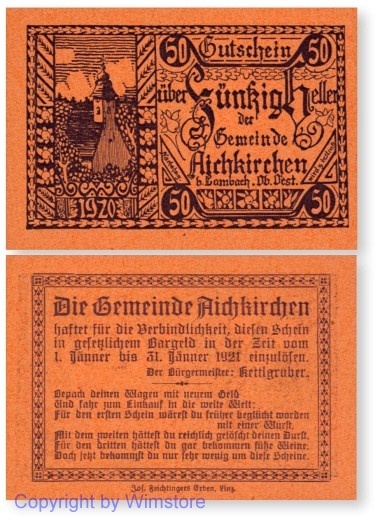 50 Gutschein 50
über Fünfzig Heller
der
Gemeinde
Aichkirchen
b. Lambach, Ob. Öest.
1920
50 50
Die Gemeinde Aichkirchen
haftet für die Verbindlichkeit, diesen Schein
in gesetzlichem Bargeld in der Zeit vom
1. Jänner bis 31. Jänner 1921 einzulösen.
Der Bürgermeister: Kettlgruber.
Bepack deinen Wagen mit neuem Geld
Und fahr zum Einkauf in die weite Welt:
Für den ersten Schein wärest du früher beglückt worden
mit einer Wurst.
Mit dem zweiten hättest du reichlich gelöscht deinen Durst.
Für den dritten hättest du gar bekommen süße Weine.
Doch jetzt bekommst du nur sehr wenig um diese Scheine.
Jos. Feichtingers Erben, Linz.
Copyright by Wimstore